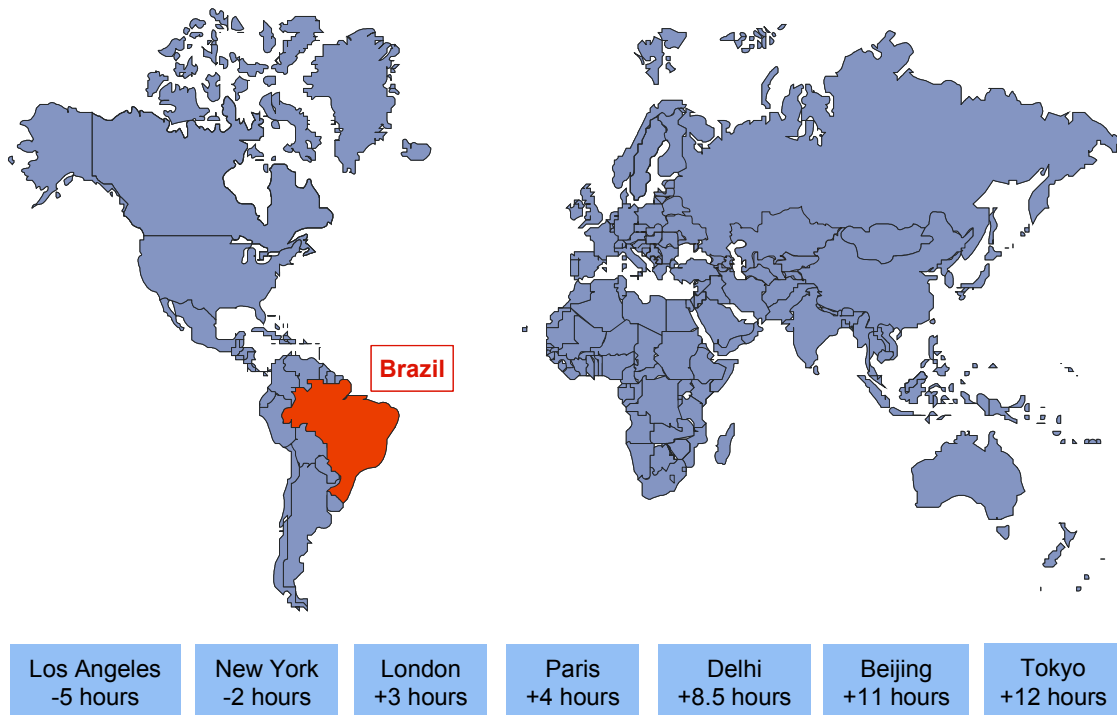 Brazil
Los Angeles
-5 hours
New York
-2 hours
London
+3 hours
Paris
+4 hours
Delhi
+8.5 hours
Beijing
+11 hours
Tokyo
+12 hours